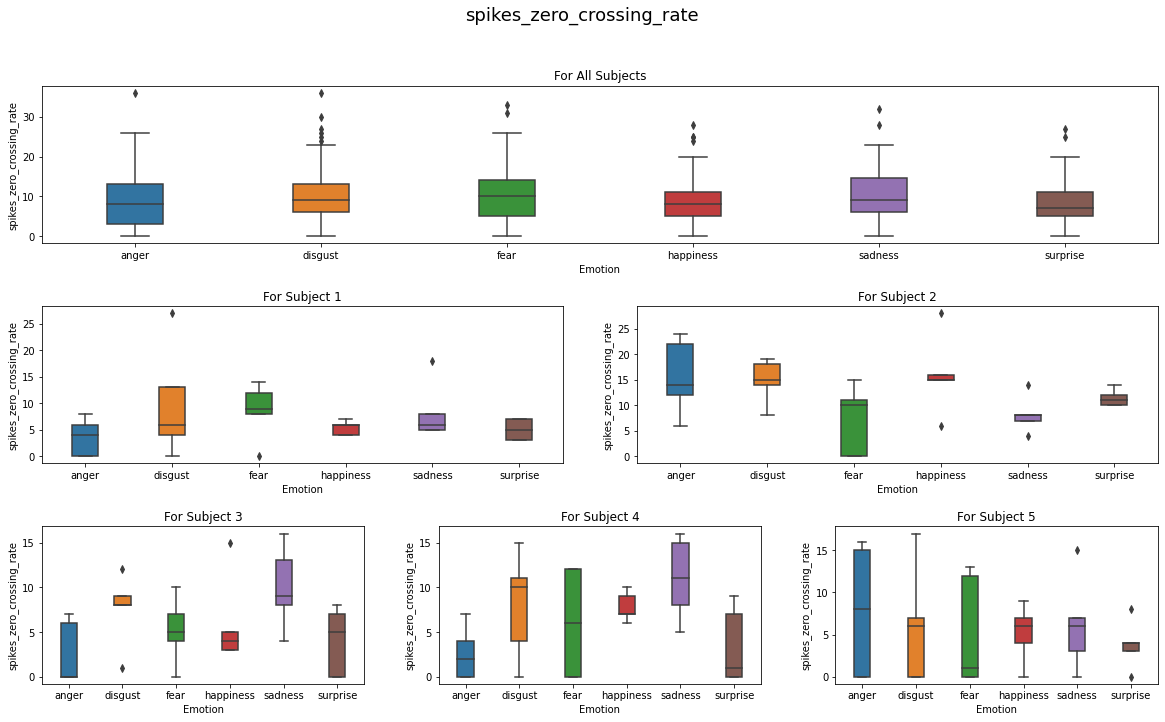 spikes_zero_crossing_rate
For All Subjects
spikes_zero_crossing_rate
30
20
10
0
anger disgust fear happiness sadness surprise
Emotion
For Subject 1
spikes_zero_crossing_rate
25
20
15
10
5
0
anger disgust fear happiness sadness surprise
Emotion
For Subject 2
spikes_zero_crossing_rate
25
20
15
10
5
0
anger disgust fear happiness sadness surprise
Emotion
For Subject 3
spikes_zero_crossing_rate
15
10
5
0
anger disgust fear happiness sadness surprise
Emotion
For Subject 4
spikes_zero_crossing_rate
15
10
5
0
anger disgust fear happiness sadness surprise
Emotion
For Subject 5
spikes_zero_crossing_rate
15
10
5
0
anger disgust fear happiness sadness surprise
Emotion